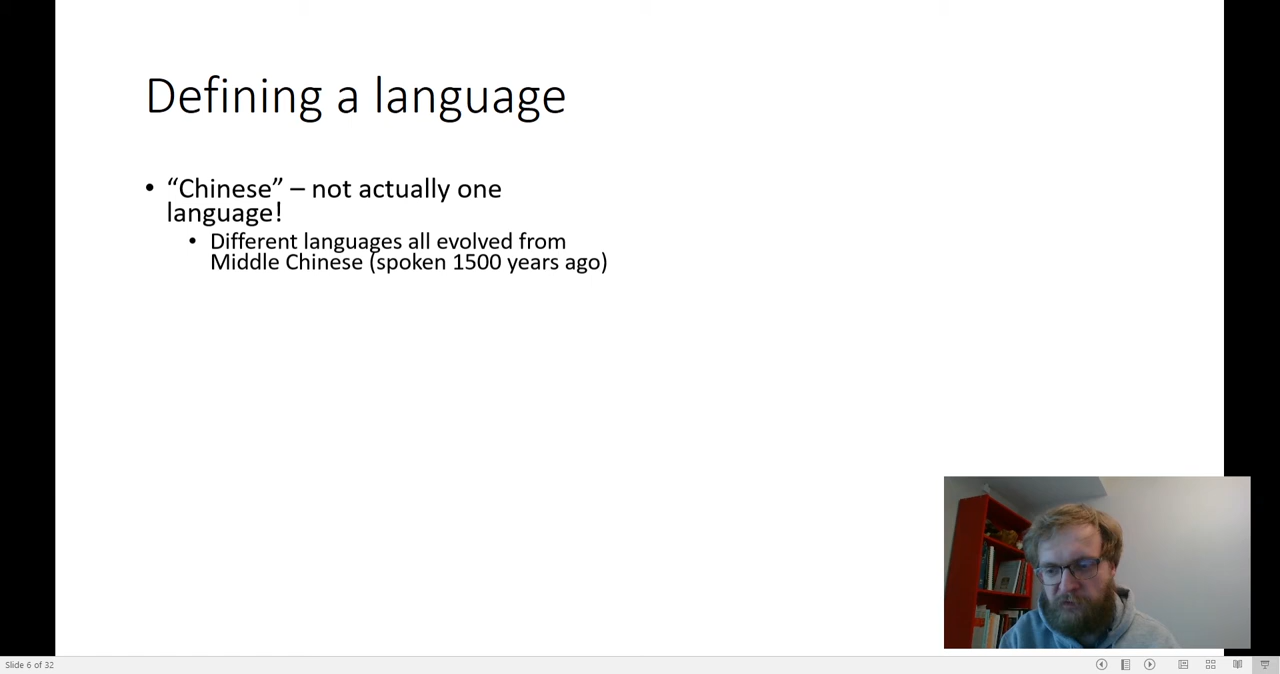 Defining a language
• “Chinese” – not actually one
language!
• Different languages all evolved from
Middle Chinese (spoken 1500 years ago)
Slide 6 of 32